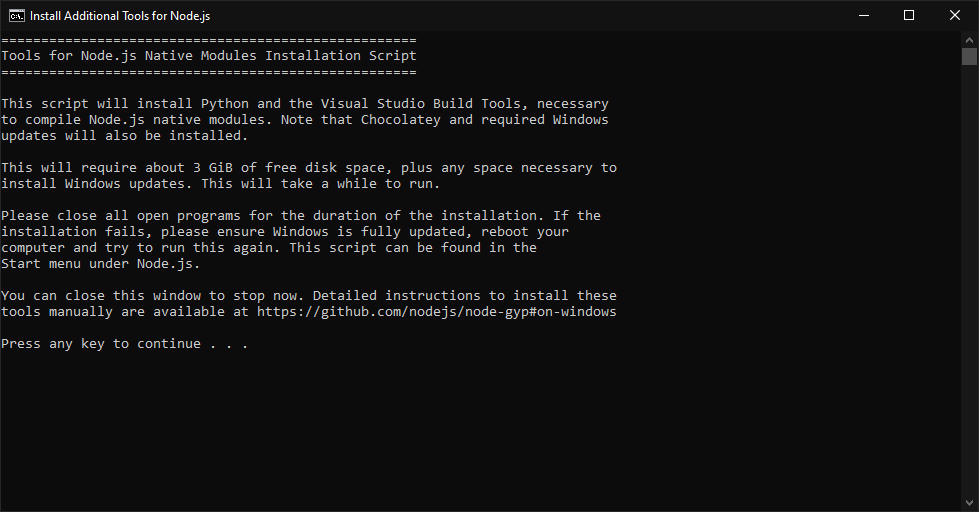 Install Additional Tools for Node.js
====================================================
Tools for Node.js Native Modules Installation Script
====================================================
This script will install Python and the Visual Studio Build Tools, necessary
to compile Node.js native modules. Note that Chocolatey and required Windows
updates will also be installed.
This will require about 3 GiB of free disk space, plus any space necessary to
install Windows updates. This will take a while to run.
Please close all open programs for the duration of the installation. If the
installation fails, please ensure Windows is fully updated, reboot your
computer and try to run this again. This script can be found in the
Start menu under Node.js.
You can close this window to stop now. Detailed instructions to install these
tools manually are available at https://github.com/nodejs/node-gyp#on-windows
Press any key to continue . . .